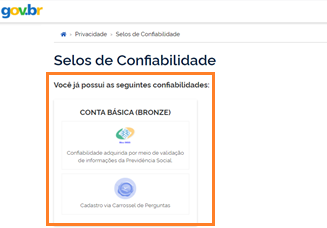 gov.br
Privacidade > Selos de Confiabilidade
Selos de Confiabilidade
Você já possui as seguintes confiabilidades:
CONTA BÁSICA (BRONZE)
Confiabilidade adquirida por meio de validação
de informações da Previdência Social.
Cadastro via Carrossel de Perguntas